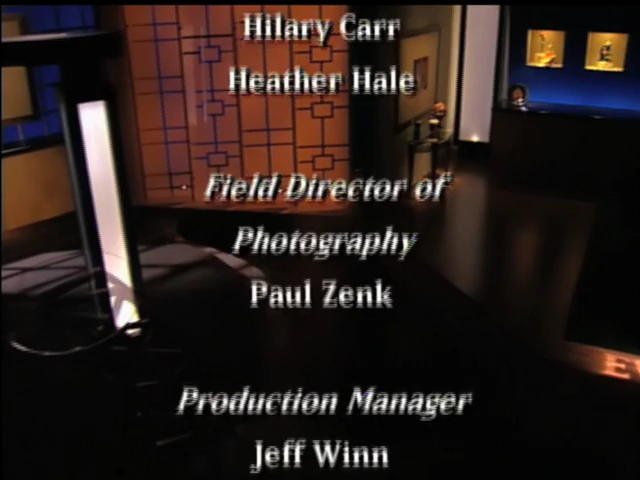 Hilary Carr
Heather Hale
Field Director of
Photography
Paul Zenk
Production Manager
Jeff Winn